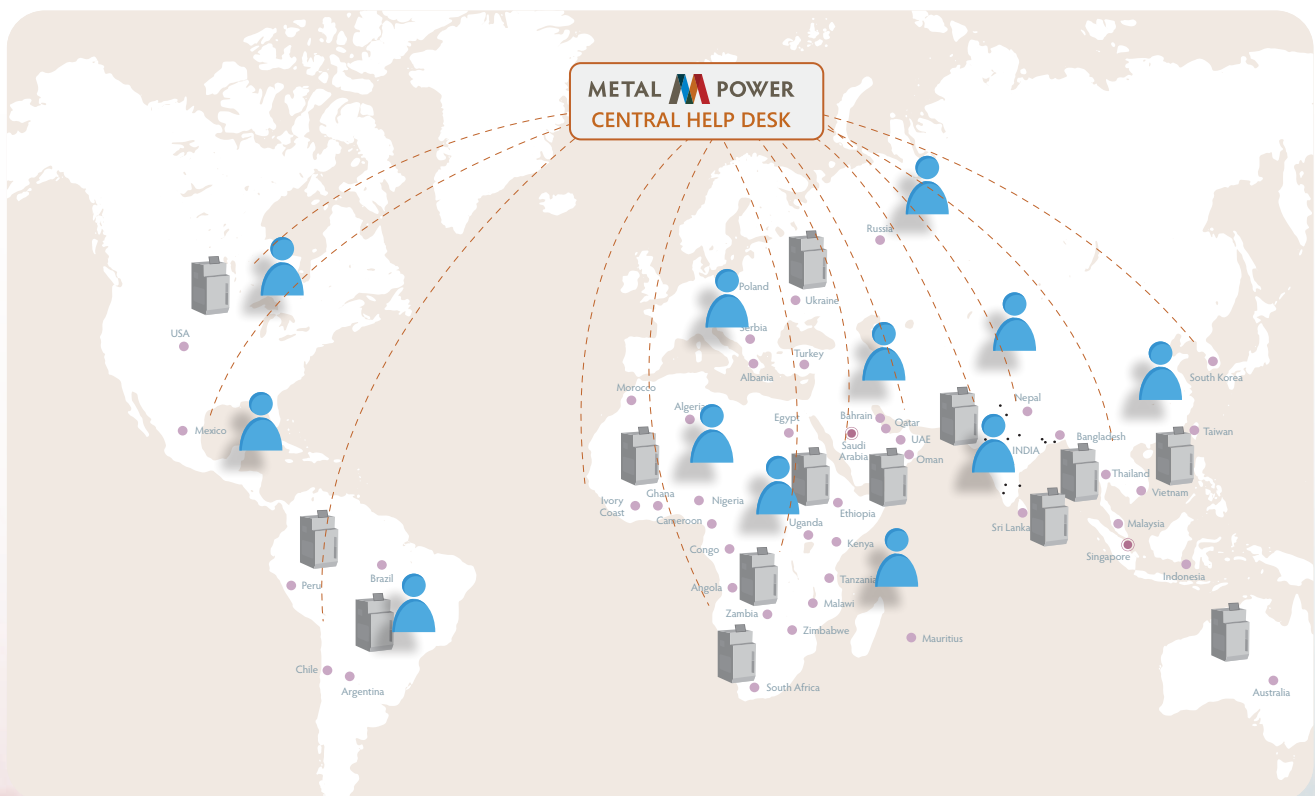 METAL POWER
CENTRAL HELP DESK
Russia
Poland
Ukraine
Serbia
USA
Turkey
Albania
South Korea
Morocco
Nepal
Algeria
Egypt
Bahrain
Qatar
Mexico
Taiwan
UAE
Bangladesh
Saudi
Arabia
INDIA
Oman
Thailand
Ghana
Vietnam
Ivory
Coast
Nigeria
Ethiopia
Cameroon
Uganda
Sri Lanka
Malaysia
Kenya
Congo
Singapore
Brazil
Tanzania
Indonesia
Peru
Angola
Malawi
Zambia
Zimbabwe
Mauritius
Chile
South Africa
Argentina
Australia